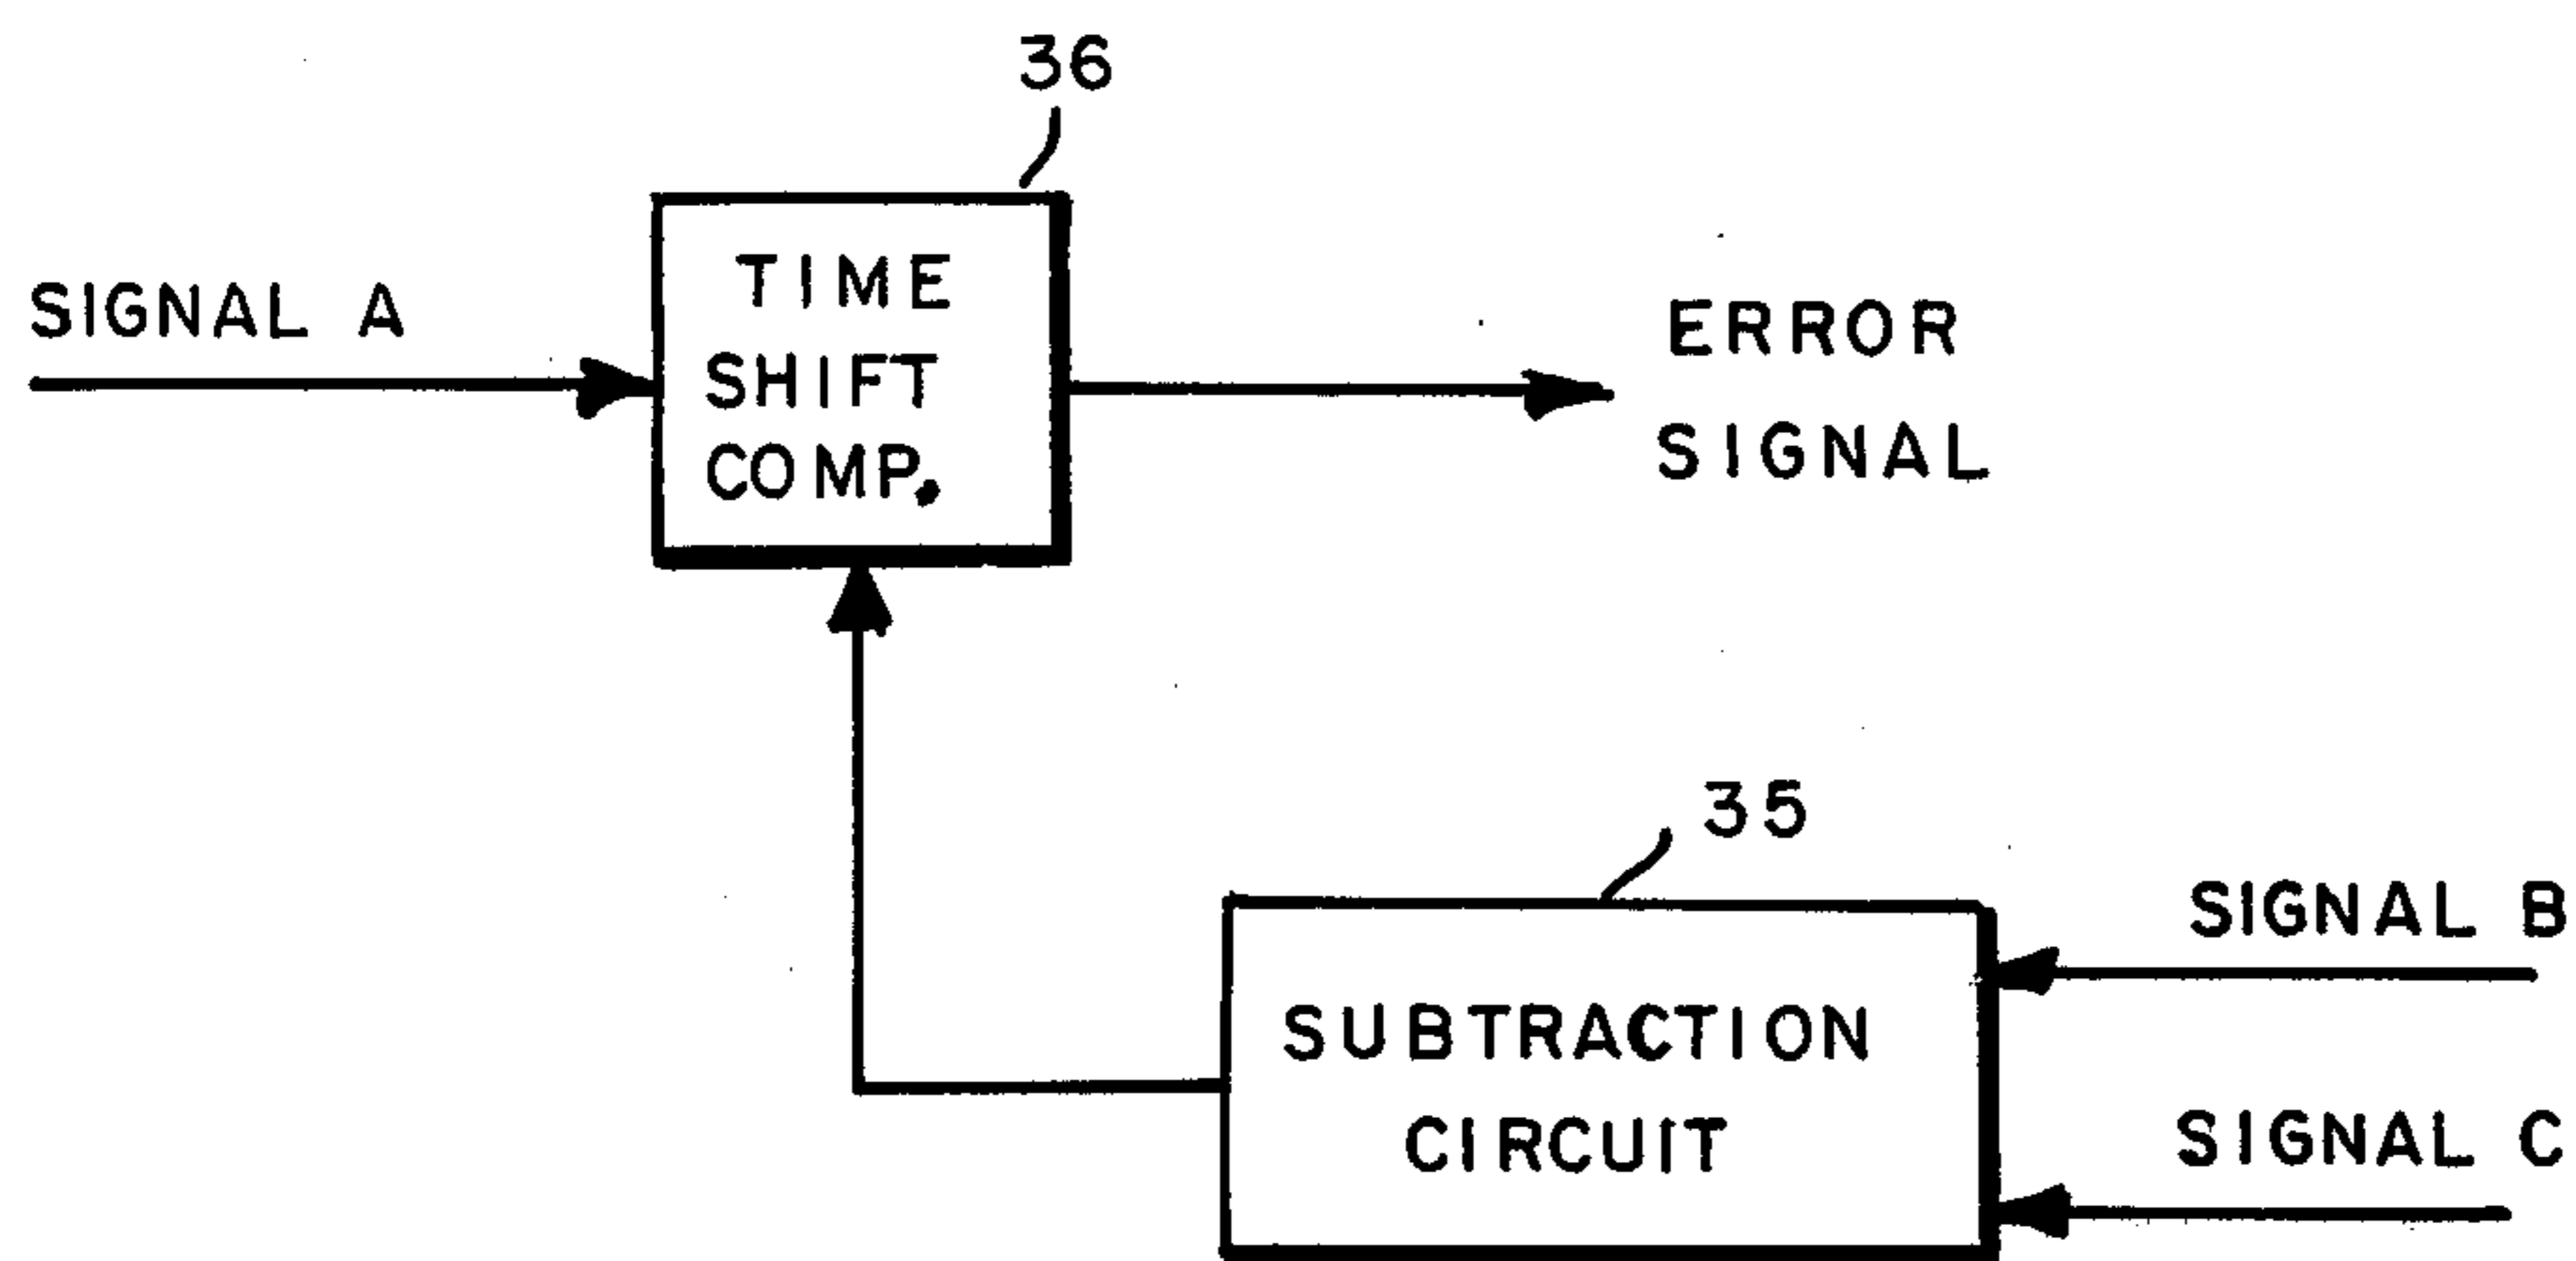 36
SIGNAL A
TIME
SHIFT
COMP.
ERROR
SIGNAL
35
SUBTRACTION
CIRCUIT
SIGNAL B
SIGNAL C